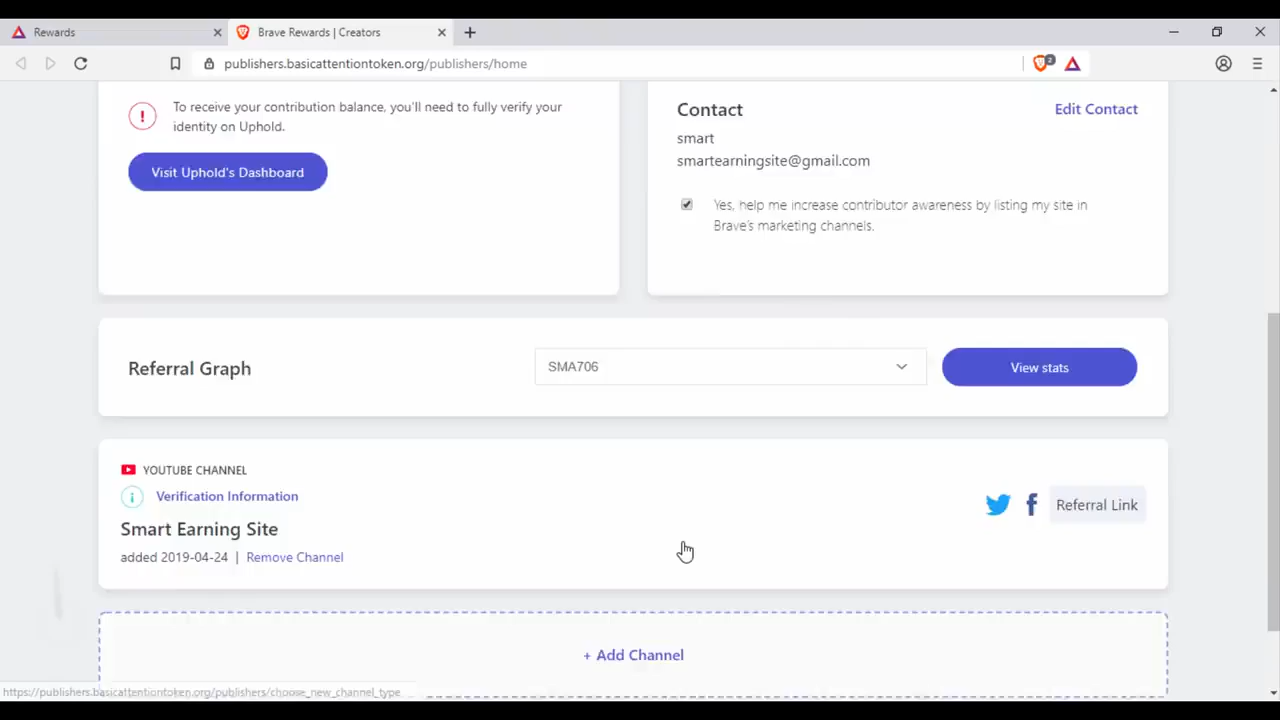 Rewards
Brave Rewards | Creators
publishers.basicattentiontoken.org/publishers/home
2
To receive your contribution balance, you'll need to fully verify your
identity on Uphold.
Visit Uphold's Dashboard
Contact
Edit Contact
smart
smartearningsite@gmail.com
Yes, help me increase contributor awareness by listing my site in
Brave's marketing channels.
Referral Graph
SMA706
View stats
YOUTUBE CHANNEL
Verification Information
Smart Earning Site
added 2019-04-24 | Remove Channel
Referral Link
+ Add Channel
https://publishers.basicattentiontoken.org/publishers/choose_new_channel_type